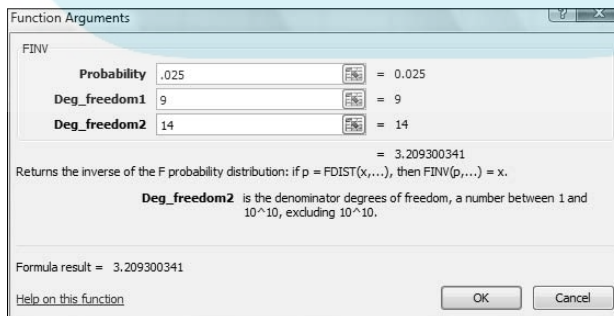 Function Arguments
FINV
Probability .025 = 0.025
Deg_freedom1 9 = 9
Deg_freedom2 14 = 14
= 3.209300341
Returns the inverse of the F probability distribution: if p = FDIST(x,...), then FINV(p,...) = x.
Deg_freedom2 is the denominator degrees of freedom, a number between 1 and
10^10, excluding 10^10.
Formula result = 3.209300341
Help on this function
OK Cancel